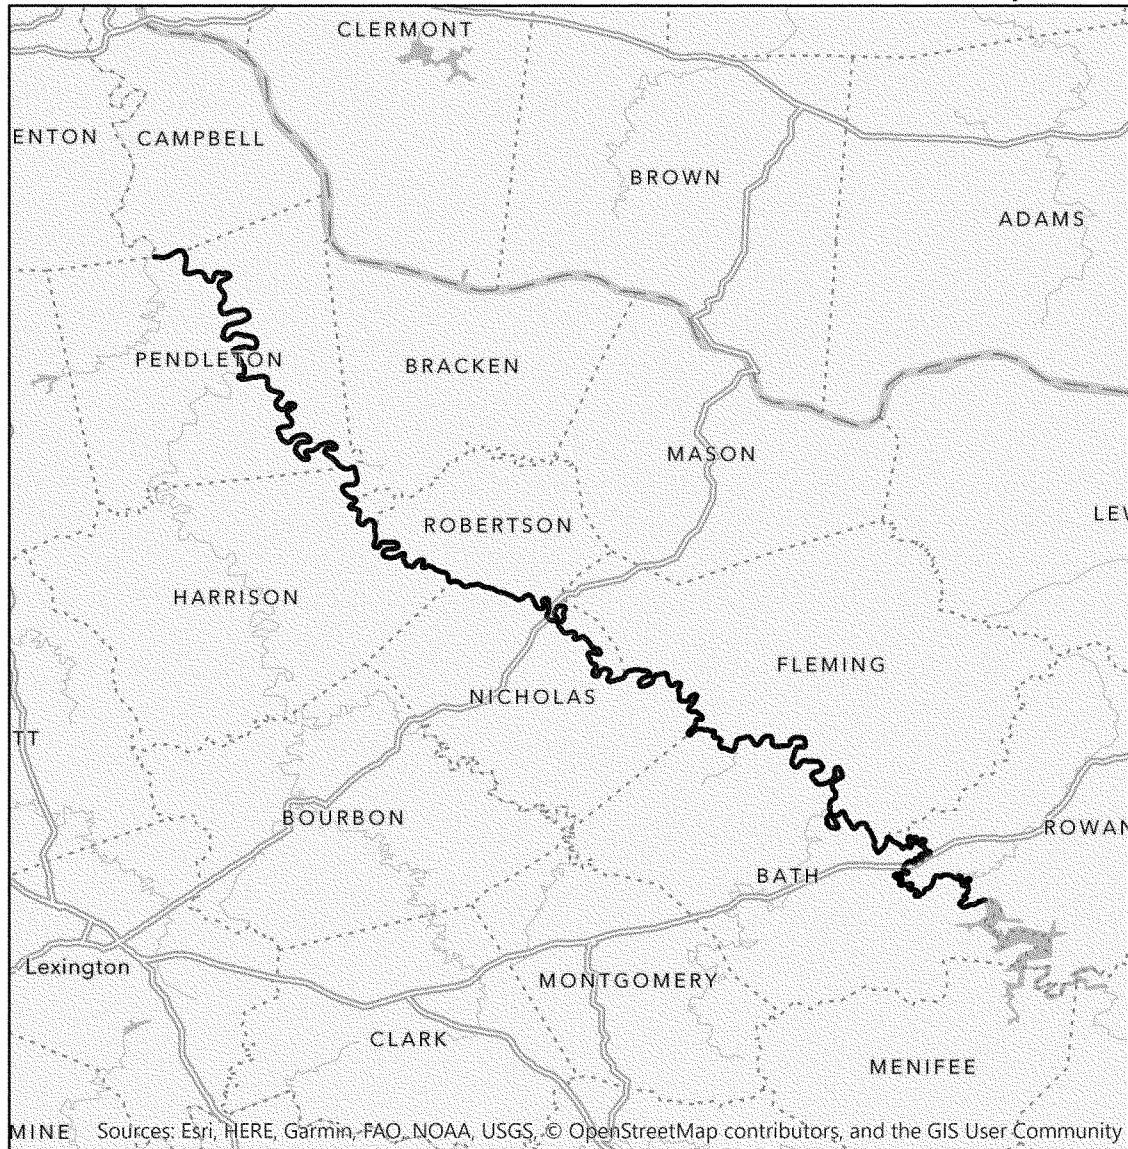 CLERMONT
ENTON
CAMPBELL
BROWN
ADAMS
PENDLETON
BRACKEN
MASON
ROBERTSON
LEW
HARRISON
FLEMING
NICHOLAS
TT
BOURBON
ROWAN
BATH
Lexington
MONTGOMERY
CLARK
MENIFEE
MINE
Sources: Esri, HERE, Garmin, FAO, NOAA, USGS, © OpenStreetMap contributors, and the GIS User Community